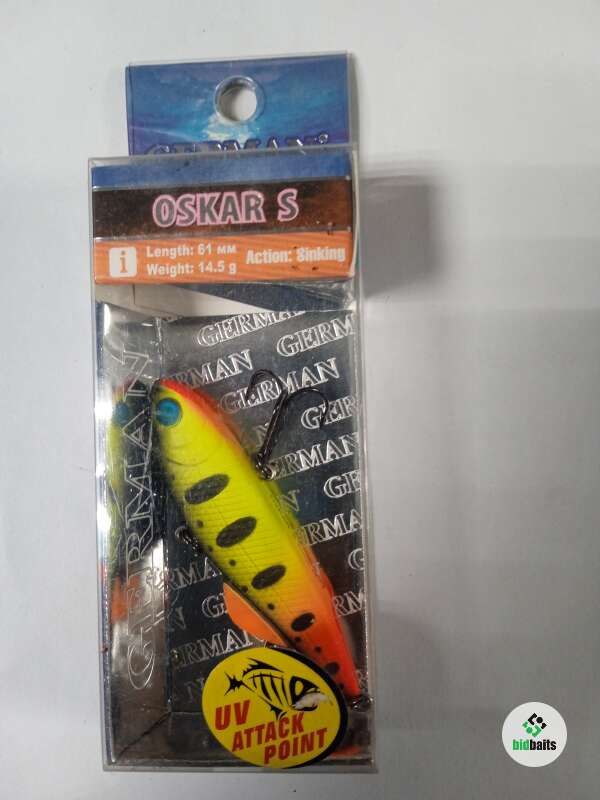 GERMAN
OSKAR S
i
Length: 61 мм
Weight: 14.5 g
Action: Sinking
GERMAN
GERMAN
GERMAN
GERMAN
UV
ATTACK
POINT
bidbaits